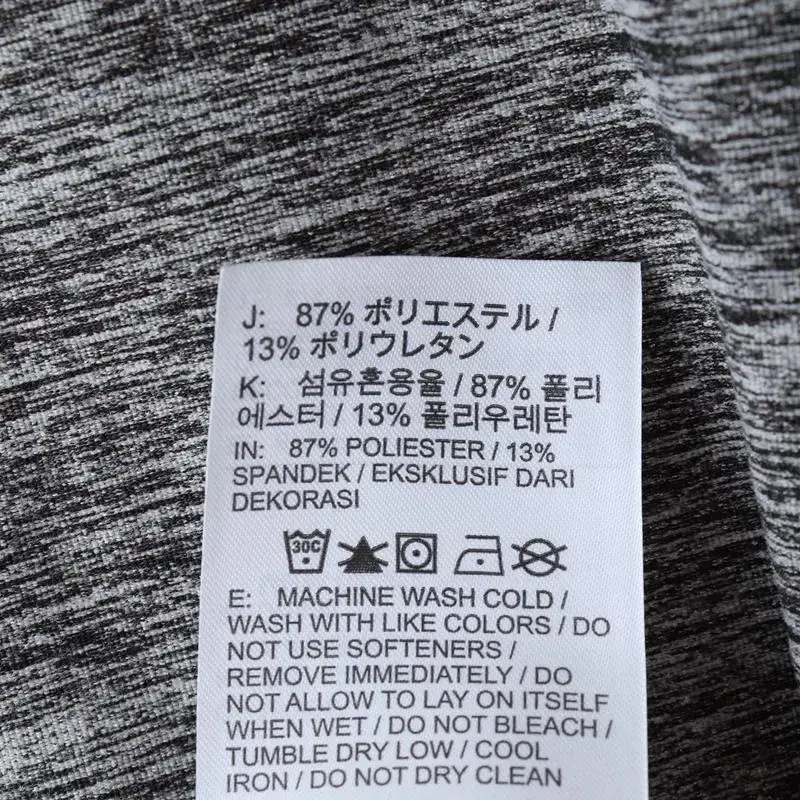 J: 87% ポリエステル /
13% ポリウレタン
K: 섬유혼용율 / 87% 폴리
에스터 / 13% 폴리우레탄
IN: 87% POLIESTER / 13%
SPANDEK / EKSKLUSIF DARI
DEKORASI
30C
E: MACHINE WASH COLD /
WASH WITH LIKE COLORS / DO
NOT USE SOFTENERS /
REMOVE IMMEDIATELY / DO
NOT ALLOW TO LAY ON ITSELF
WHEN WET / DO NOT BLEACH /
TUMBLE DRY LOW / COOL
IRON / DO NOT DRY CLEAN